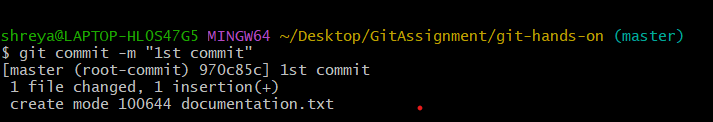 shreya@LAPTOP-HLOS47G5 MINGW64 ~/Desktop/GitAssignment/git-hands-on (master)
$ git commit -m "1st commit"
[master (root-commit) 970c85c] 1st commit
 1 file changed, 1 insertion(+)
 create mode 100644 documentation.txt